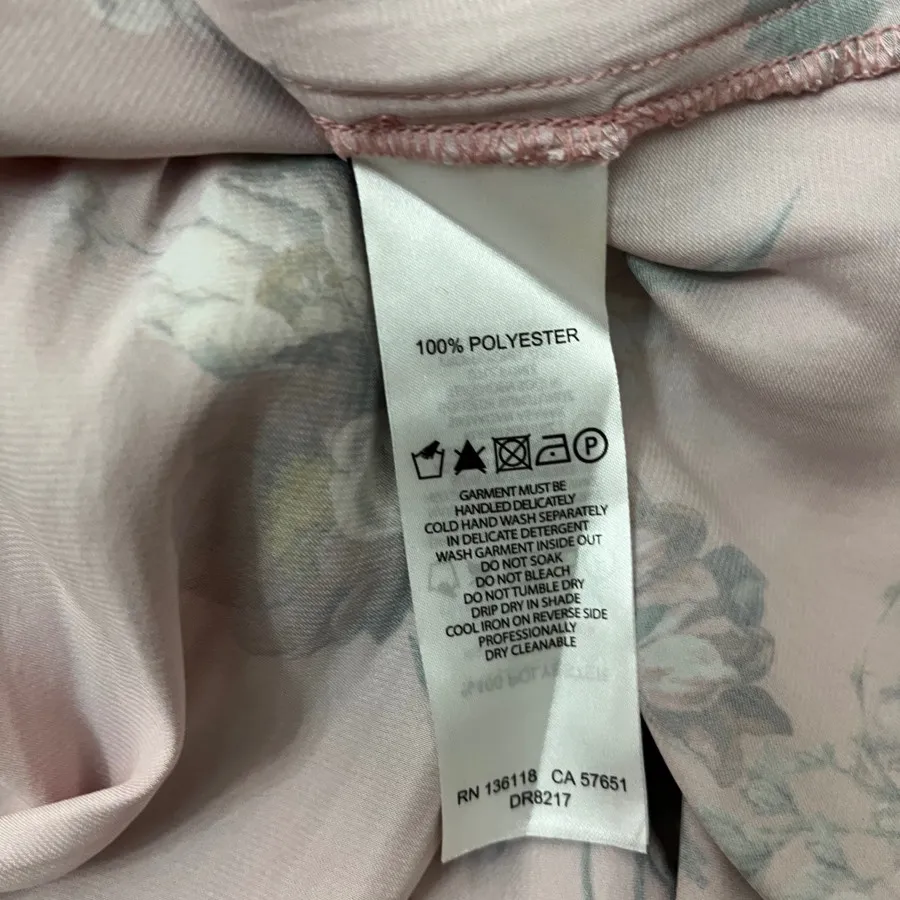 100% POLYESTER
P
GARMENT MUST BE
HANDLED DELICATELY
COLD HAND WASH SEPARATELY
IN DELICATE DETERGENT
WASH GARMENT INSIDE OUT
DO NOT SOAK
DO NOT BLEACH
DO NOT TUMBLE DRY
DRIP DRY IN SHADE
COOL IRON ON REVERSE SIDE
PROFESSIONALLY
DRY CLEANABLE
RN 136118 CA 57651
DR8217